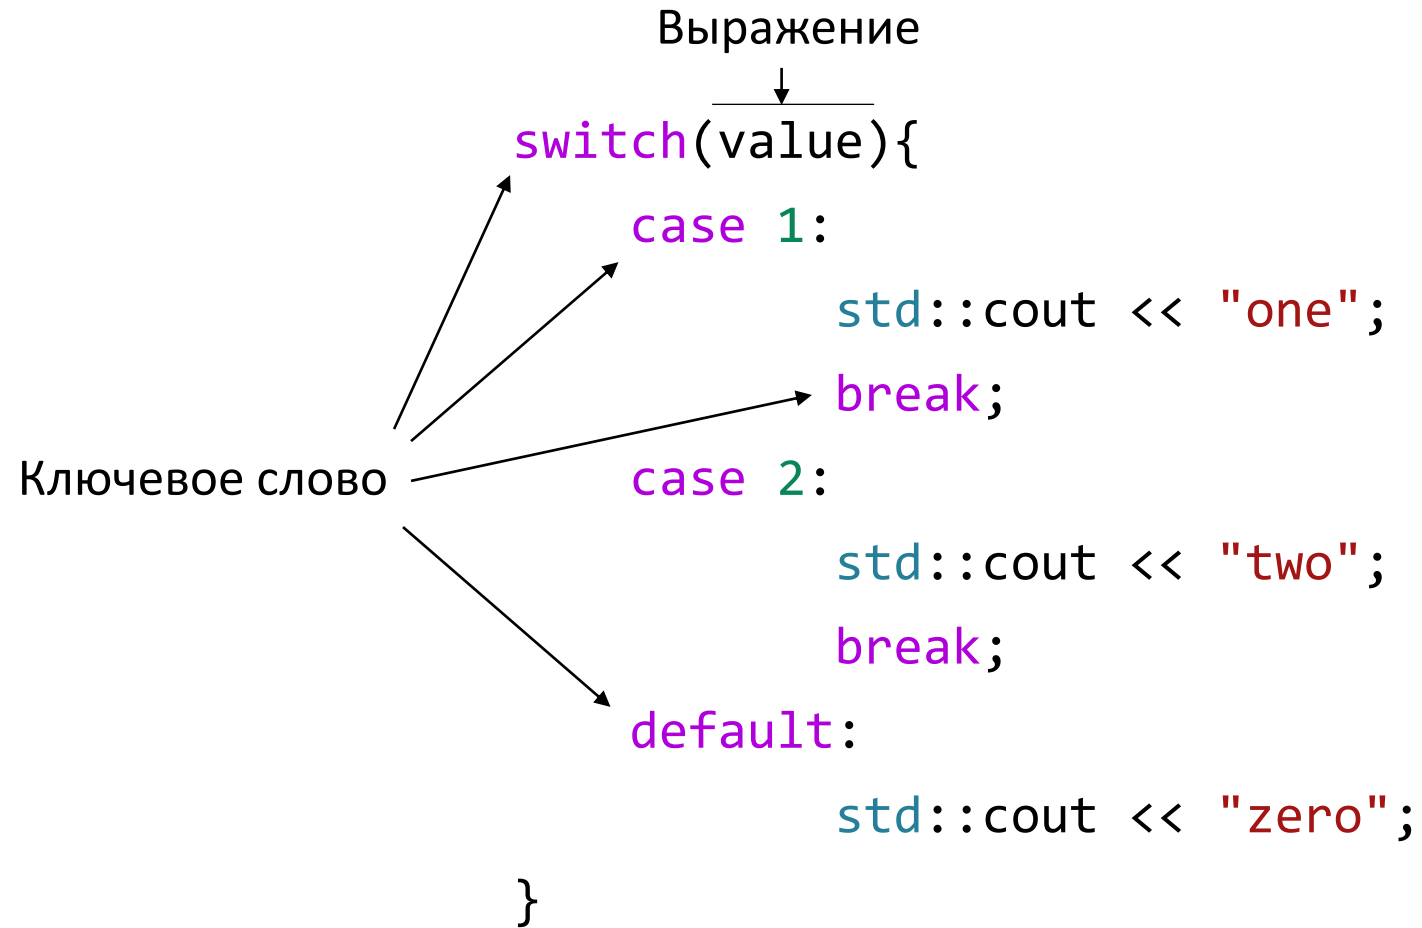 Выражение
switch(value){
case 1:
std::cout << "one";
break;
Ключевое слово
case 2:
std::cout << "two";
break;
default:
std::cout << "zero";
}